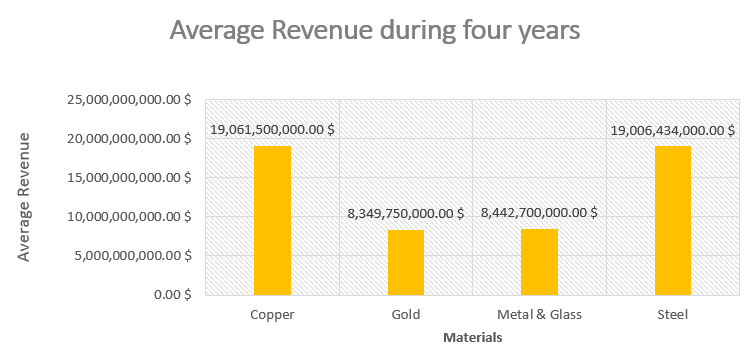 Average Revenue during four years
Average Revenue
25,000,000,000.00 $
20,000,000,000.00 $
15,000,000,000.00 $
10,000,000,000.00 $
5,000,000,000.00 $
0.00 $
19,061,500,000.00 $
8,349,750,000.00 $
8,442,700,000.00 $
19,006,434,000.00 $
Copper
Gold
Metal & Glass
Steel
Materials